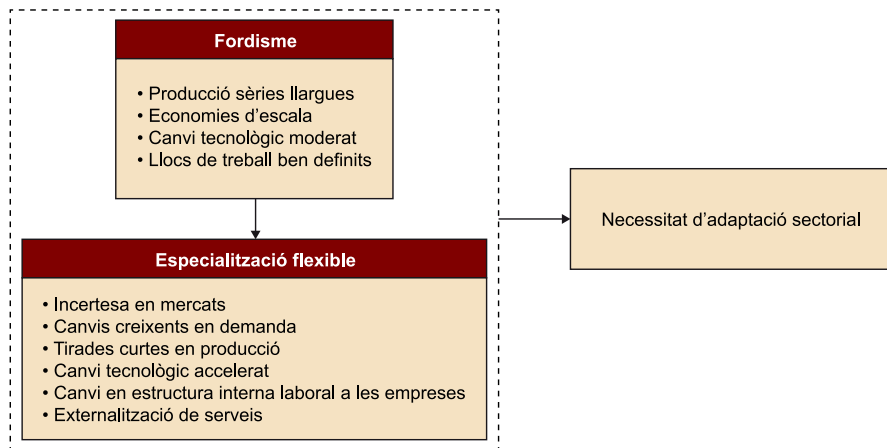 Fordisme
• Producció sèries llargues
• Economies d’escala
• Canvi tecnològic moderat
• Llocs de treball ben definits
Necessitat d’adaptació sectorial
Especialització flexible
• Incertesa en mercats
• Canvis creixents en demanda
• Tirades curtes en producció
• Canvi tecnològic accelerat
• Canvi en estructura interna laboral a les empreses
• Externalització de serveis